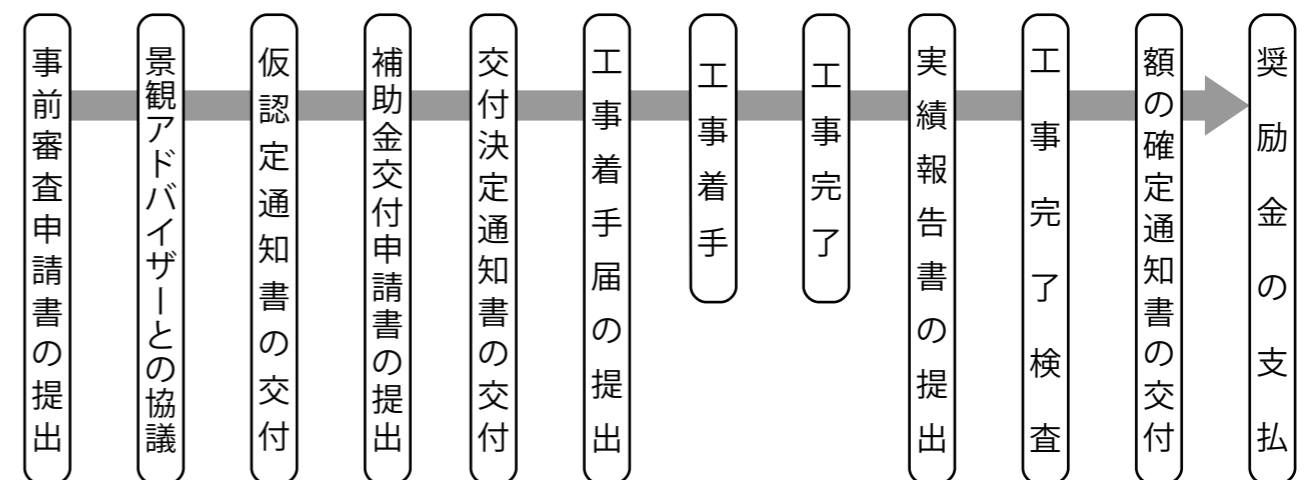 事前審査申請書の提出
景観アドバイザーとの協議
仮認定通知書の交付
補助金交付申請書の提出
交付決定通知書の交付
工事着手届の提出
工事着手
工事完了
実績報告書の提出
工事完了検査
額の確定通知書の交付
奨励金の支払